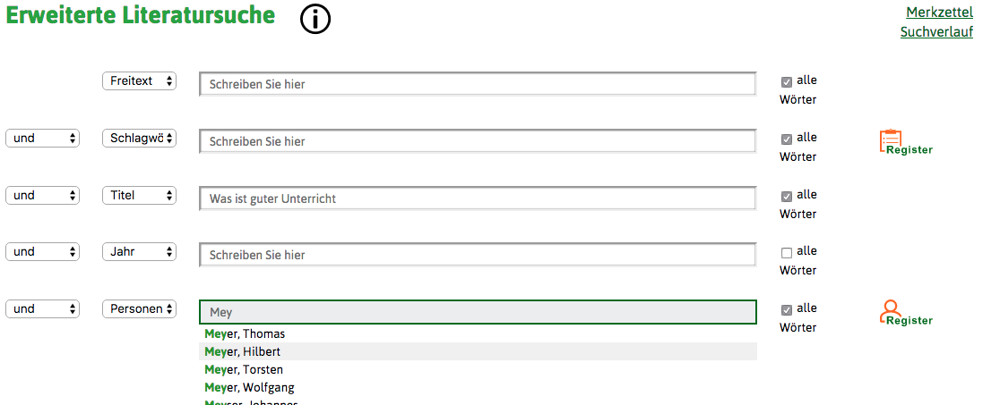 Erweiterte Literatursuche
Merkzettel
Suchverlauf
Freitext Schreiben Sie hier alle
Wörter
und Schlagwö Schreiben Sie hier alle
Wörter
Register
und Titel Was ist guter Unterricht alle
Wörter
und Jahr Schreiben Sie hier alle
Wörter
und Personen Mey alle
Wörter
Register
Meyer, Thomas
Meyer, Hilbert
Meyer, Torsten
Meyer, Wolfgang